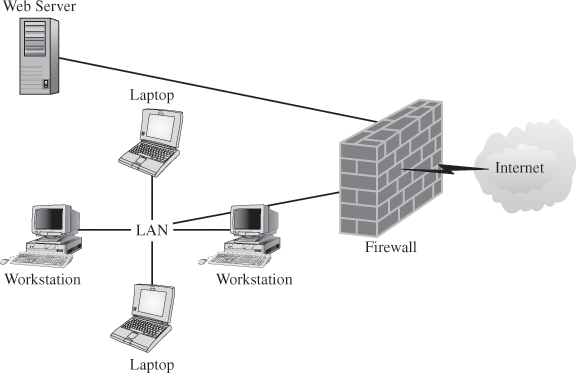 Web Server
Laptop
Internet
LAN
Firewall
Workstation
Workstation
Laptop